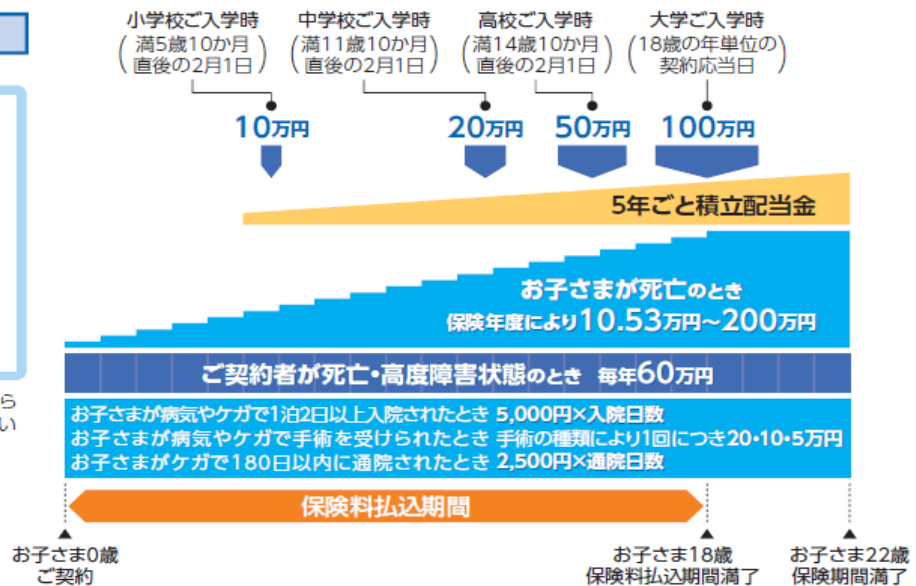 小学校ご入学時
(満5歳10か月
直後の2月1日)
中学校ご入学時
(満11歳10か月
直後の2月1日)
高校ご入学時
(満14歳10か月
直後の2月1日)
大学ご入学時
(18歳の年単位の
契約応当日)
10万円
20万円
50万円
100万円
5年ごと積立配当金
お子さまが死亡のとき
保険年度により10.53万円~200万円
ご契約者が死亡・高度障害状態のとき 毎年60万円
ら
い
お子さまが病気やケガで1泊2日以上入院されたとき 5,000円×入院日数
お子さまが病気やケガで手術を受けられたとき 手術の種類により1回につき20・10・5万円
お子さまがケガで180日以内に通院されたとき 2,500円×通院日数
保険料払込期間
お子さま0歳
ご契約
お子さま18歳
保険料払込期間満了
お子さま22歳
保険期間満了